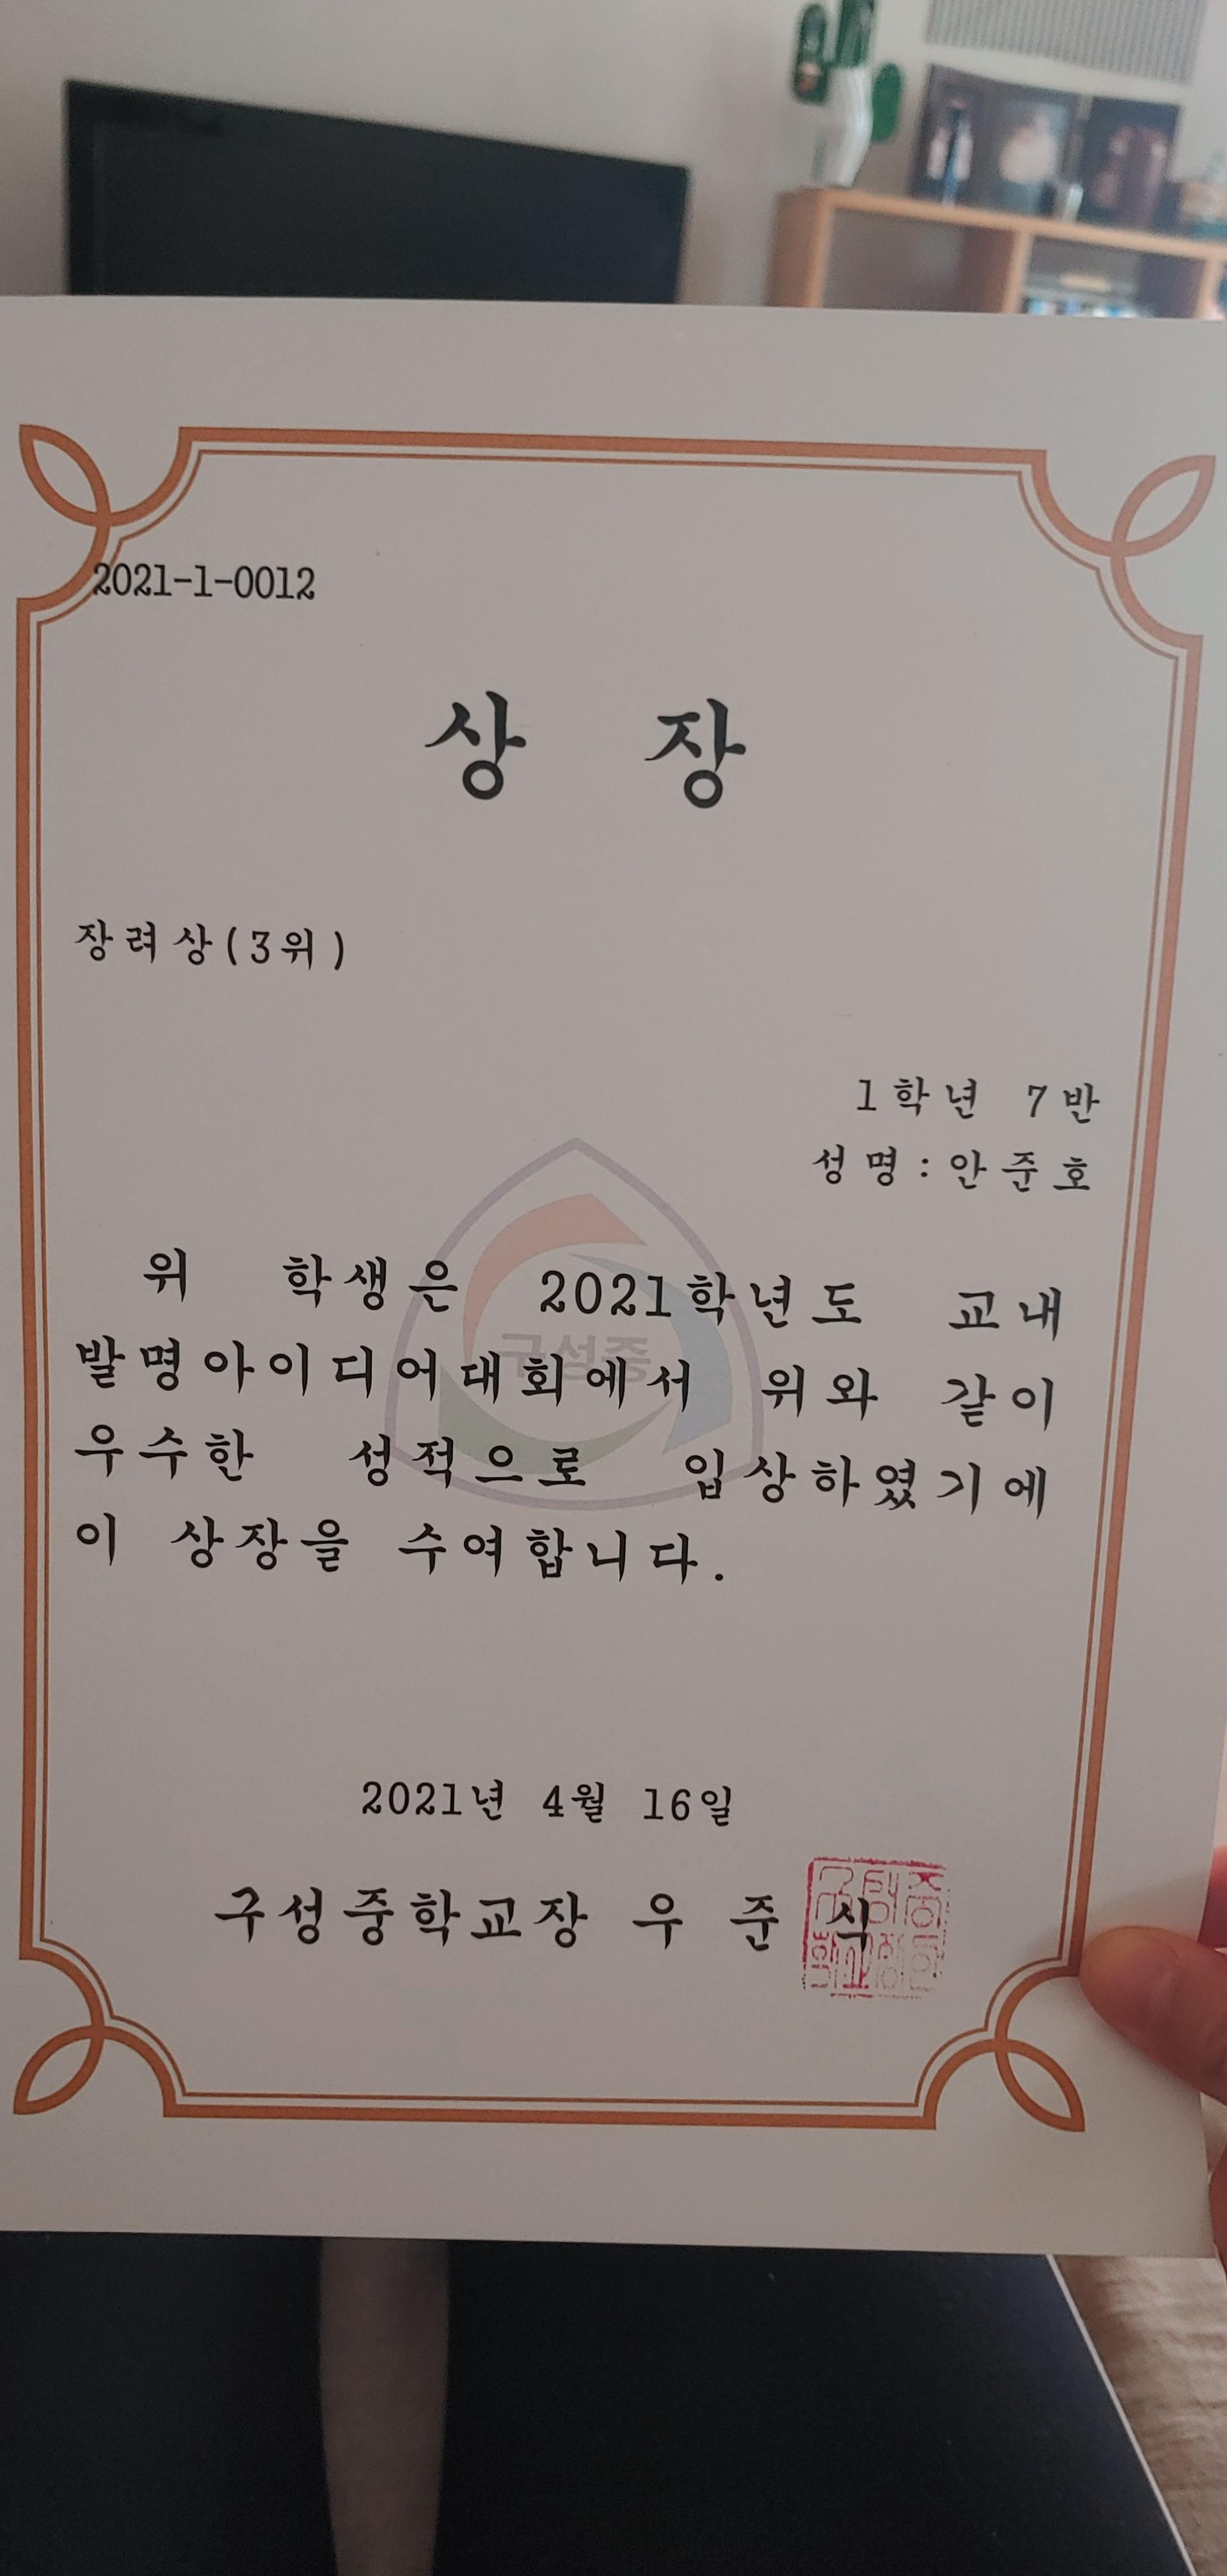 2021-1-0012
상 장
장려상(3위)
1학년 7반
성명:안준호
위 학생은 2021학년도 교내
발명아이디어대회에서 위와 같이
우수한 성적으로 입상하였기에
이 상장을 수여합니다.
구성중
2021년 4월 16일
구성중학교장 우 준 식